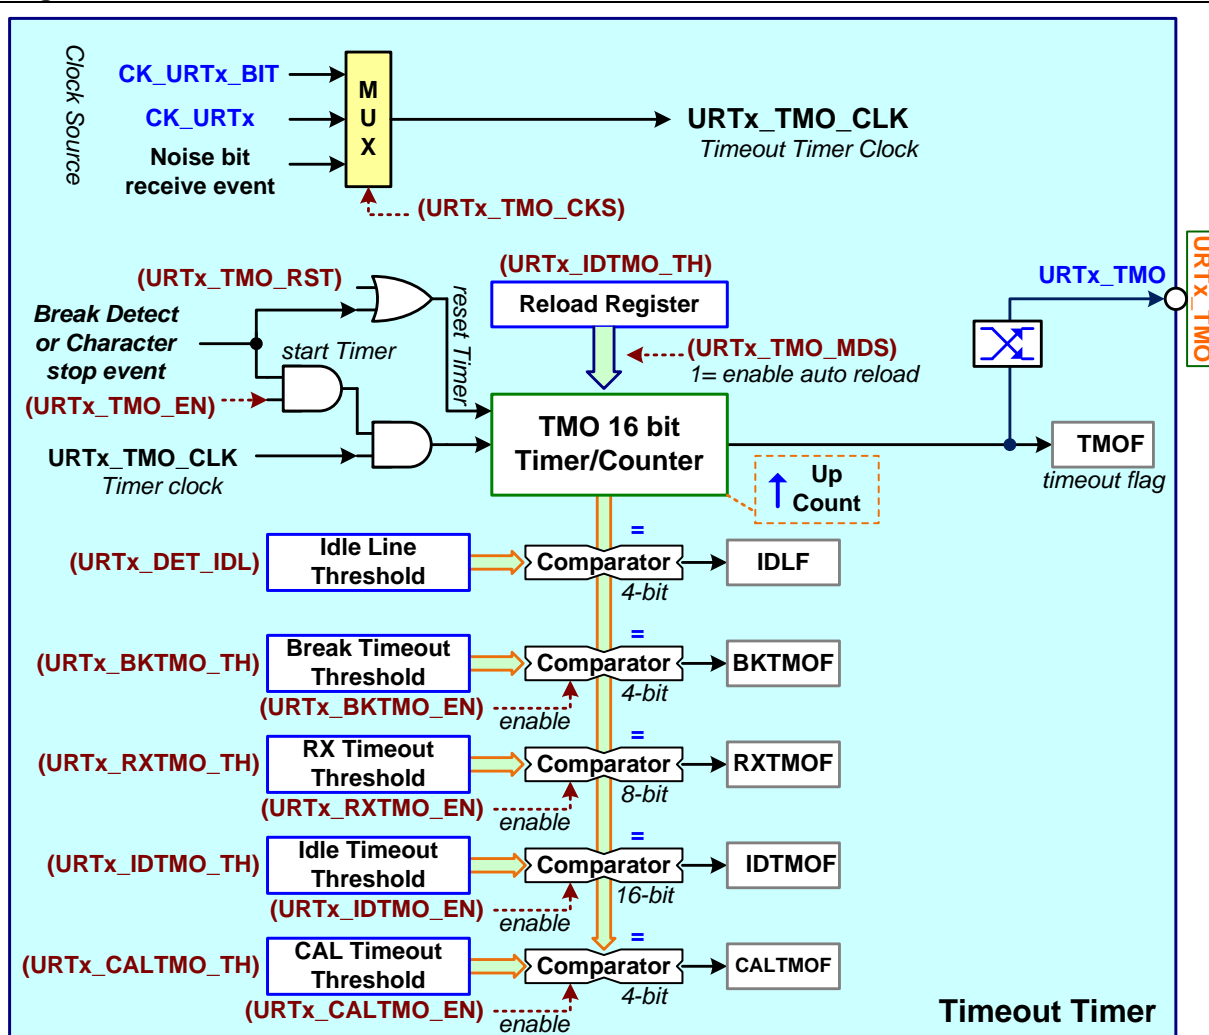 Clock Source
CK_URTx_BIT
CK_URTx
Noise bit
receive event
M
U
X
URTx_TMO_CLK
Timeout Timer Clock
(URTx_TMO_CKS)
(URTx_TMO_RST)
Break Detect
or Character
stop event
start Timer
reset Timer
(URTx_TMO_EN)
URTx_TMO_CLK
Timer clock
(URTx_IDTMO_TH)
Reload Register
(URTx_TMO_MDS)
1= enable auto reload
TMO 16 bit
Timer/Counter
Up
Count
URTx_TMO
URTx_TMO
TMOF
timeout flag
(URTx_DET_IDL)
Idle Line
Threshold
=
Comparator
4-bit
IDLF
(URTx_BKTMO_TH)
Break Timeout
Threshold
(URTx_BKTMO_EN)
enable
=
Comparator
4-bit
BKTMOF
(URTx_RXTMO_TH)
RX Timeout
Threshold
(URTx_RXTMO_EN)
enable
=
Comparator
8-bit
RXTMOF
(URTx_IDTMO_TH)
Idle Timeout
Threshold
(URTx_IDTMO_EN)
enable
=
Comparator
16-bit
IDTMOF
(URTx_CALTMO_TH)
CAL Timeout
Threshold
(URTx_CALTMO_EN)
enable
=
Comparator
4-bit
CALTMOF
Timeout Timer